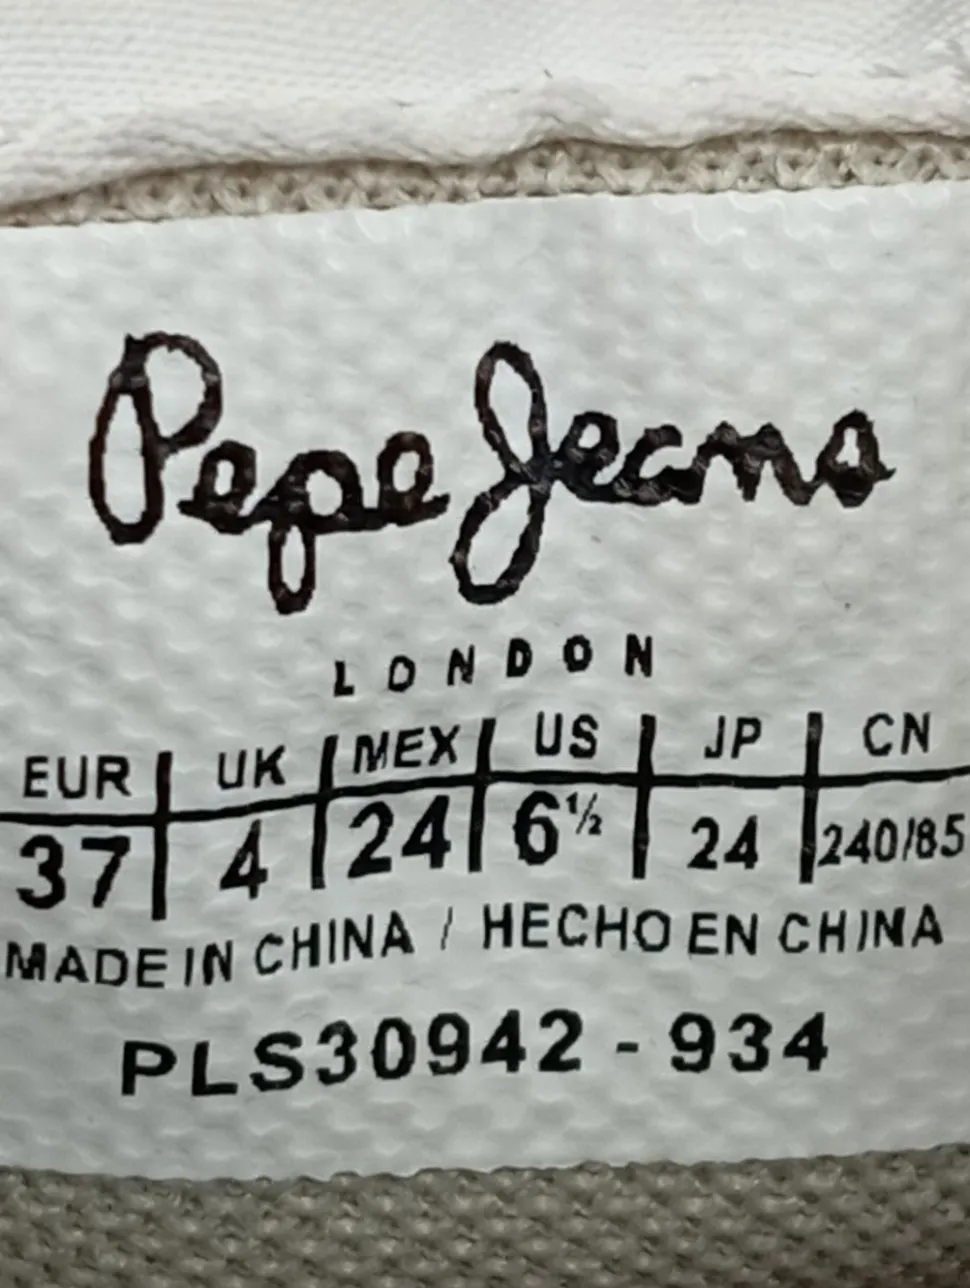 Pepe Jeans
LONDON
EUR | UK | MEX | US | JP | CN
37 | 4 | 24 | 6½ | 24 | 240/85
MADE IN CHINA / HECHO EN CHINA
PLS30942 - 934